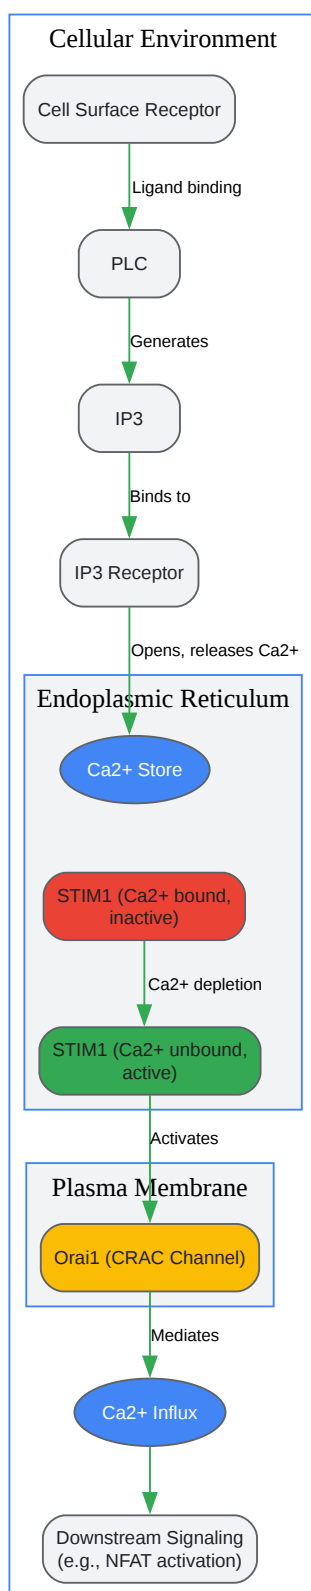 Cellular Environment
Cell Surface Receptor
Ligand binding
PLC
Generates
IP3
Binds to
IP3 Receptor
Opens, releases Ca2+
Endoplasmic Reticulum
Ca2+ Store
STIM1 (Ca2+ bound,
inactive)
Ca2+ depletion
STIM1 (Ca2+ unbound,
active)
Activates
Plasma Membrane
Orai1 (CRAC Channel)
Mediates
Ca2+ Influx
Downstream Signaling
(e.g., NFAT activation)